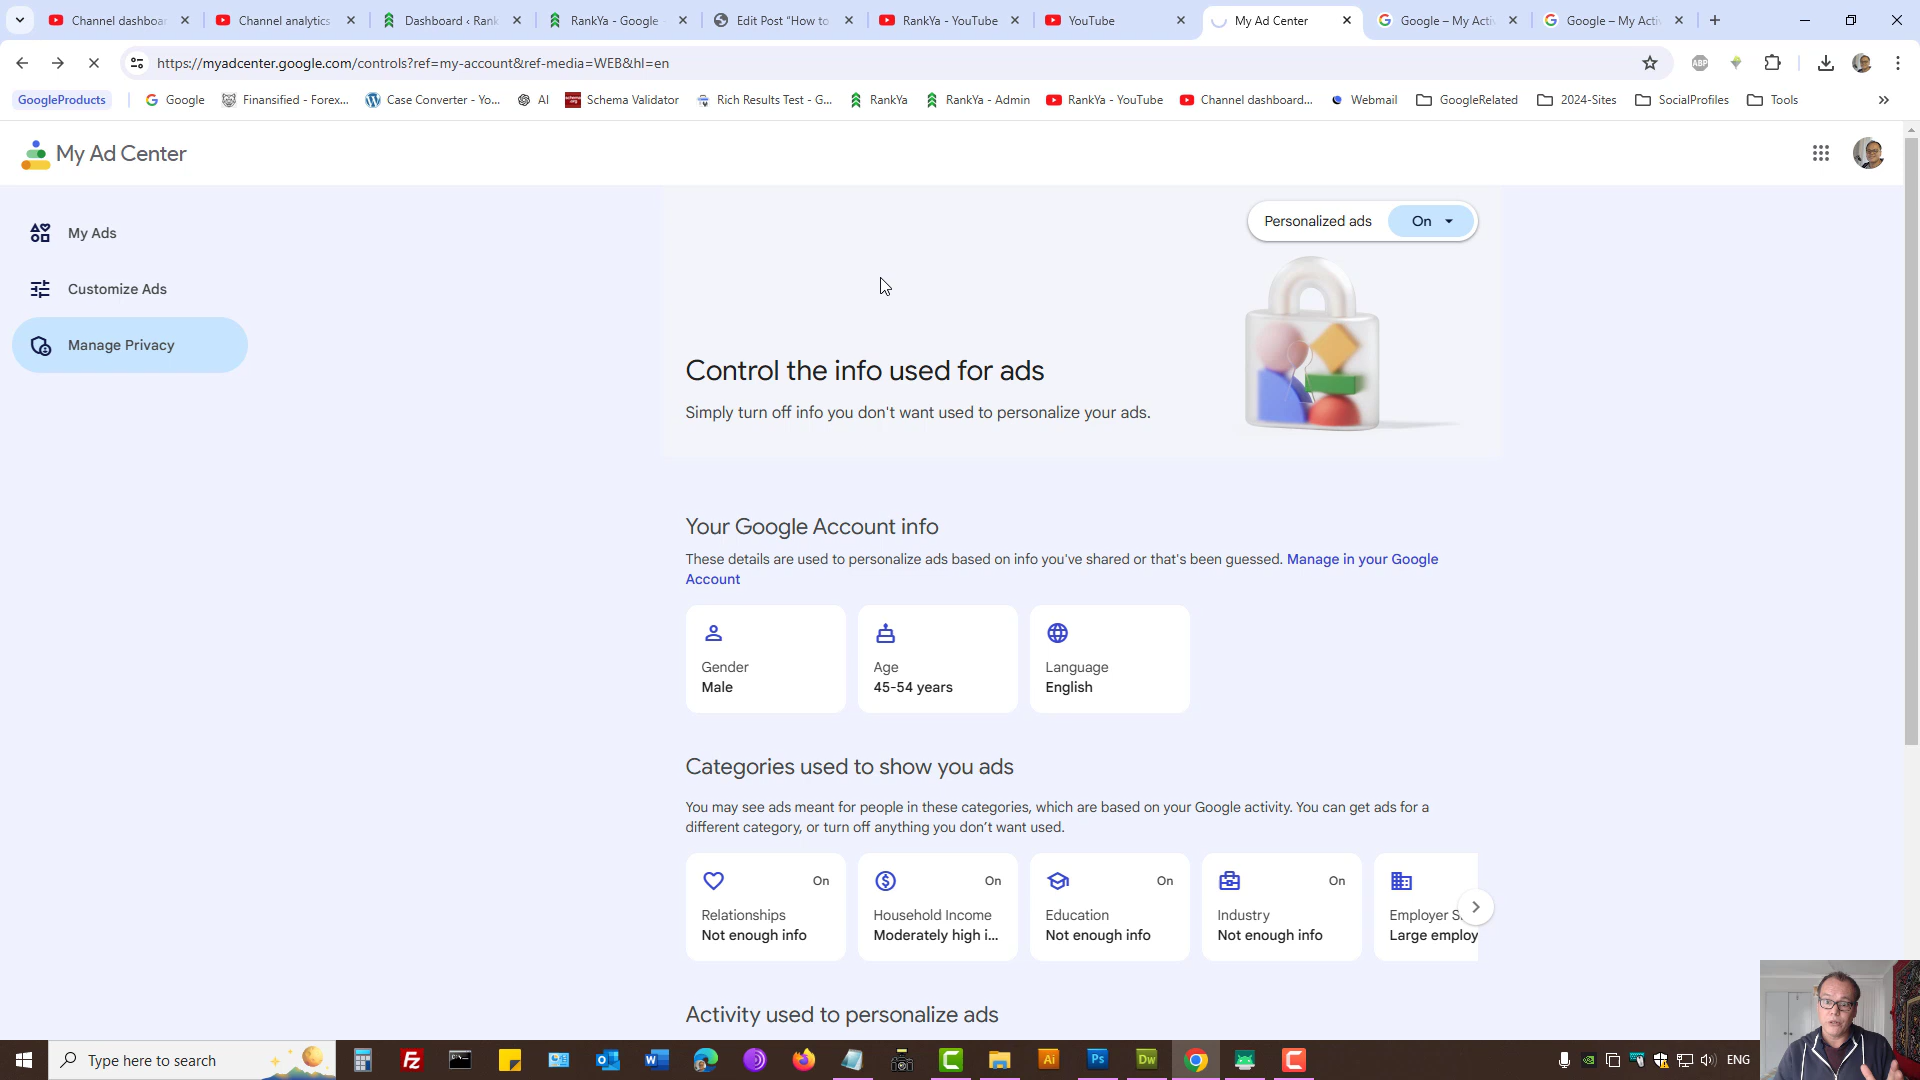 Channel dashboar
Channel analytics
Dashboard ‹ Rank
RankYa - Google
Edit Post "How to
RankYa - YouTube
YouTube
My Ad Center
Google – My Acti
Google – My Acti
https://myadcenter.google.com/controls?ref=my-account&ref-media=WEB&hl=en
ABP
GoogleProducts
Google
Finansified - Forex...
Case Converter - Yo...
AI
Schema Validator
Rich Results Test - G...
RankYa
RankYa - Admin
RankYa - YouTube
Channel dashboard...
Webmail
GoogleRelated
2024-Sites
SocialProfiles
Tools
My Ad Center
My Ads
Customize Ads
Manage Privacy
Personalized ads On
Control the info used for ads
Simply turn off info you don't want used to personalize your ads.
Your Google Account info
These details are used to personalize ads based on info you've shared or that's been guessed. Manage in your Google
Account
Gender
Male
Age
45-54 years
Language
English
Categories used to show you ads
You may see ads meant for people in these categories, which are based on your Google activity. You can get ads for a
different category, or turn off anything you don't want used.
On
Relationships
Not enough info
On
Household Income
Moderately high i...
On
Education
Not enough info
On
Industry
Not enough info
Employer S
Large employ
Activity used to personalize ads
Type here to search
Fz
Ai
Ps
Dw
ENG